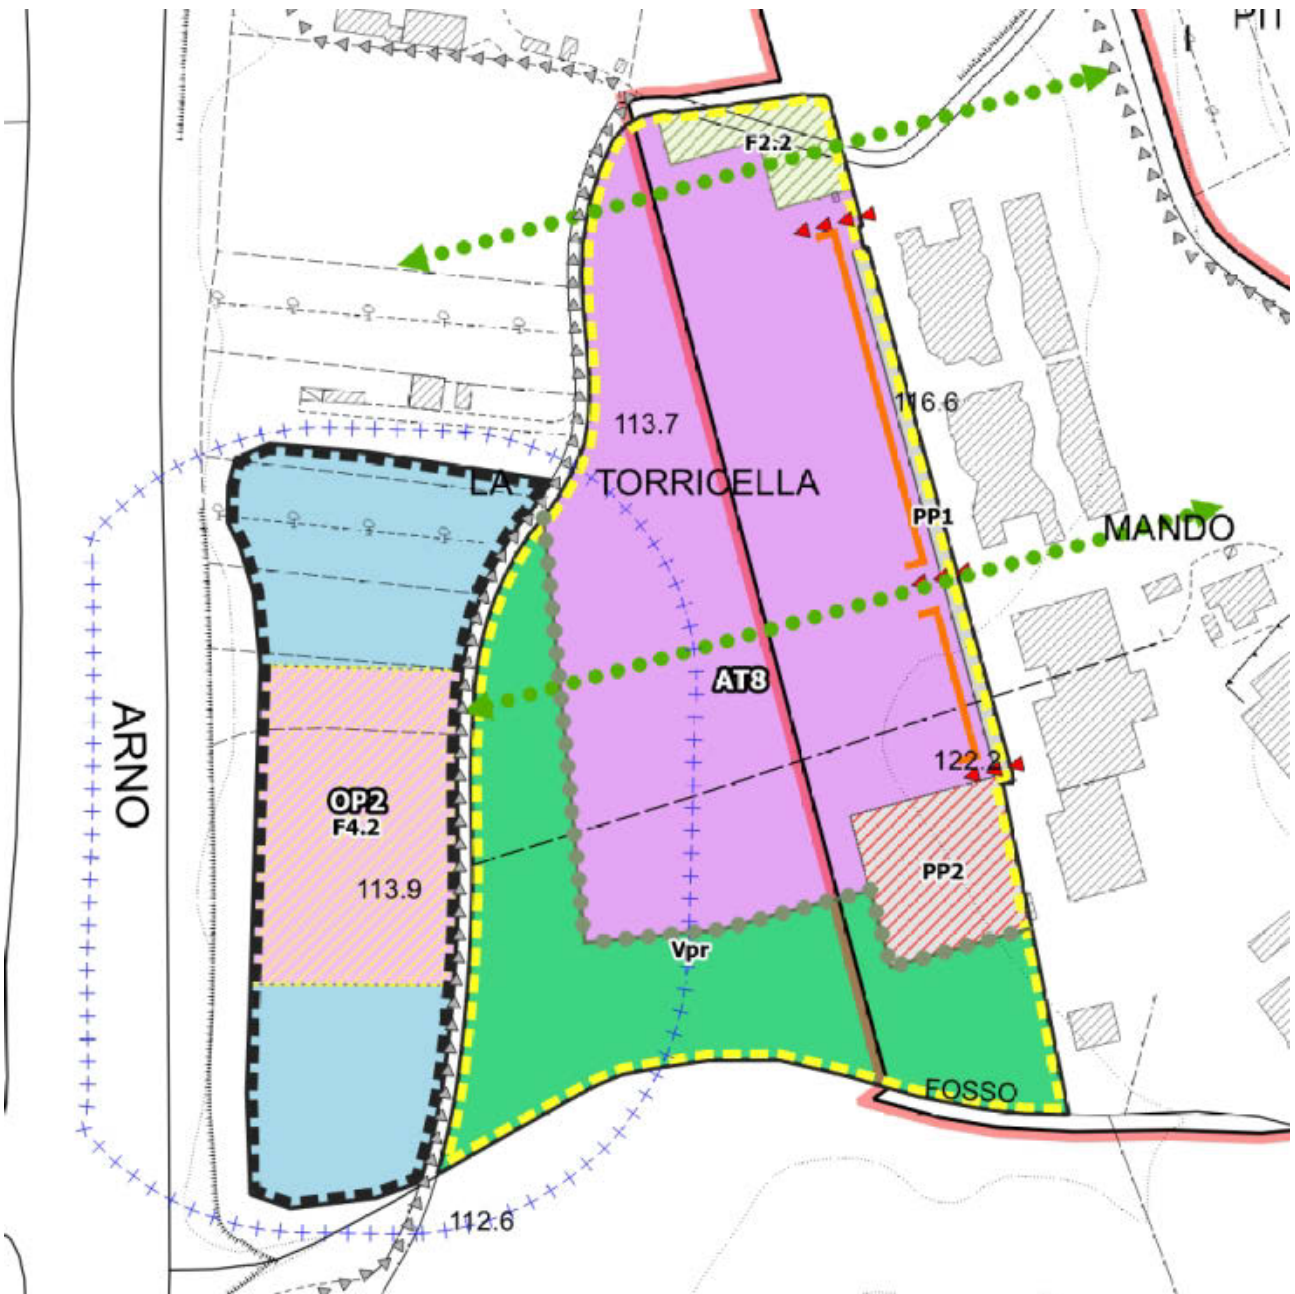 F2.2
116.6
113.7
LA TORRICELLA
PP1
MANDO
AT8
ARNO
122.2
OP2
F4.2
PP2
113.9
Vpr
FOSSO
112.6